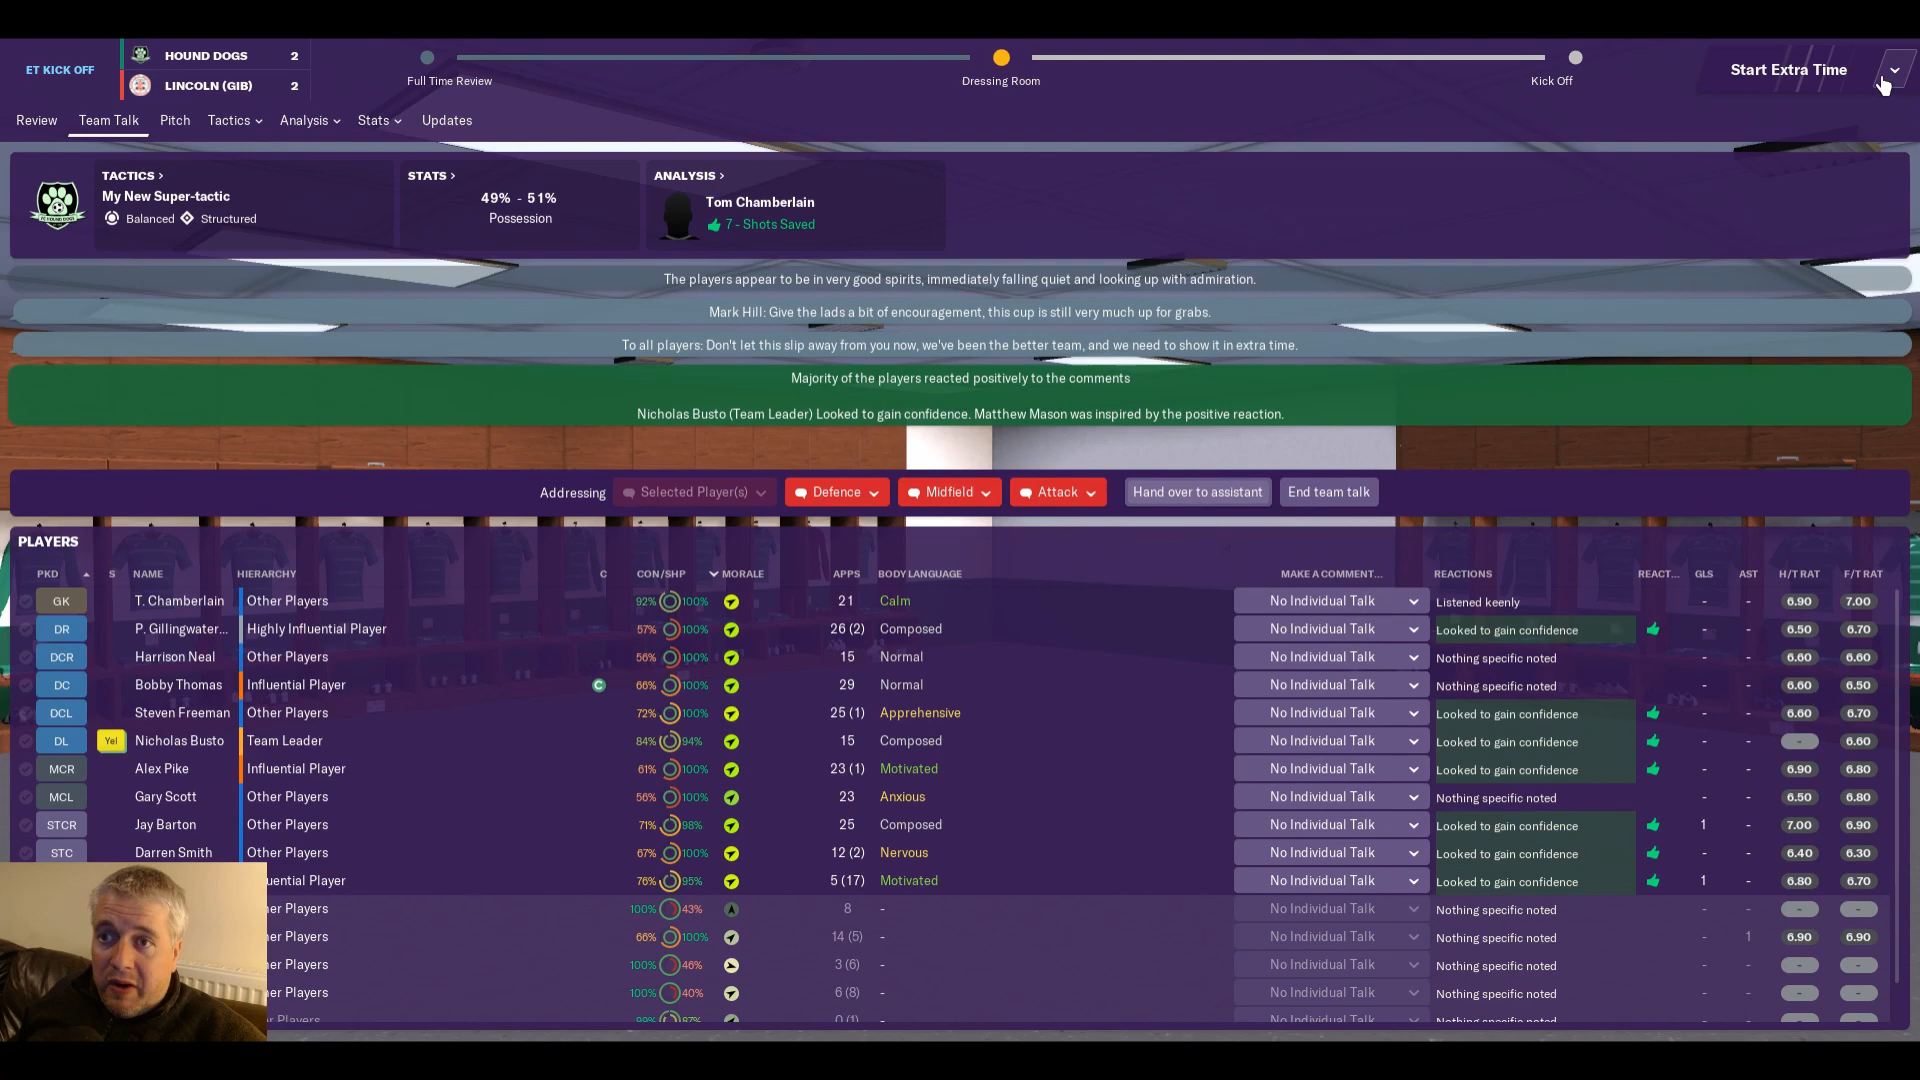 ET KICK OFF
HOUND DOGS 2
LINCOLN (GIB) 2
Full Time Review
Dressing Room
Kick Off
Start Extra Time
Review Team Talk Pitch Tactics Analysis Stats Updates
TACTICS >
My New Super-tactic
Balanced Structured
STATS >
49% - 51%
Possession
ANALYSIS >
Tom Chamberlain
7 - Shots Saved
The players appear to be in very good spirits, immediately falling quiet and looking up with admiration.
Mark Hill: Give the lads a bit of encouragement, this cup is still very much up for grabs.
To all players: Don't let this slip away from you now, we've been the better team, and we need to show it in extra time.
Majority of the players reacted positively to the comments
Nicholas Busto (Team Leader) Looked to gain confidence. Matthew Mason was inspired by the positive reaction.
Addressing Selected Player(s) Defence Midfield Attack Hand over to assistant End team talk
PLAYERS
PKD S NAME HIERARCHY C CON/SHP MORALE APPS BODY LANGUAGE MAKE A COMMENT... REACTIONS REACT... GLS AST H/T RAT F/T RAT
GK T. Chamberlain Other Players 92% 100% 21 Calm No Individual Talk Listened keenly - - 6.90 7.00
DR P. Gillingwater... Highly Influential Player 57% 100% 26 (2) Composed No Individual Talk Looked to gain confidence - - 6.50 6.70
DCR Harrison Neal Other Players 56% 100% 15 Normal No Individual Talk Nothing specific noted - - 6.60 6.60
DC Bobby Thomas Influential Player C 66% 100% 29 Normal No Individual Talk Nothing specific noted - - 6.60 6.50
DCL Steven Freeman Other Players 72% 100% 25 (1) Apprehensive No Individual Talk Looked to gain confidence - - 6.60 6.70
DL Yel Nicholas Busto Team Leader 84% 94% 15 Composed No Individual Talk Looked to gain confidence - - - 6.60
MCR Alex Pike Influential Player 61% 100% 23 (1) Motivated No Individual Talk Looked to gain confidence - - 6.90 6.80
MCL Gary Scott Other Players 56% 100% 23 Anxious No Individual Talk Nothing specific noted - - 6.50 6.80
STCR Jay Barton Other Players 71% 98% 25 Composed No Individual Talk Looked to gain confidence 1 - 7.00 6.90
STC Darren Smith Other Players 67% 100% 12 (2) Nervous No Individual Talk Looked to gain confidence - - 6.40 6.30
uential Player 76% 95% 5 (17) Motivated No Individual Talk Looked to gain confidence 1 - 6.80 6.70
er Players 100% 43% 8 - No Individual Talk Nothing specific noted - - - -
er Players 66% 100% 14 (5) - No Individual Talk Nothing specific noted - 1 6.90 6.90
er Players 100% 46% 3 (6) - No Individual Talk Nothing specific noted - - - -
er Players 100% 40% 6 (8) - No Individual Talk Nothing specific noted - - - -
r Players 99% 87% 0 (1) - No Individual Talk Nothing specific noted - - - -